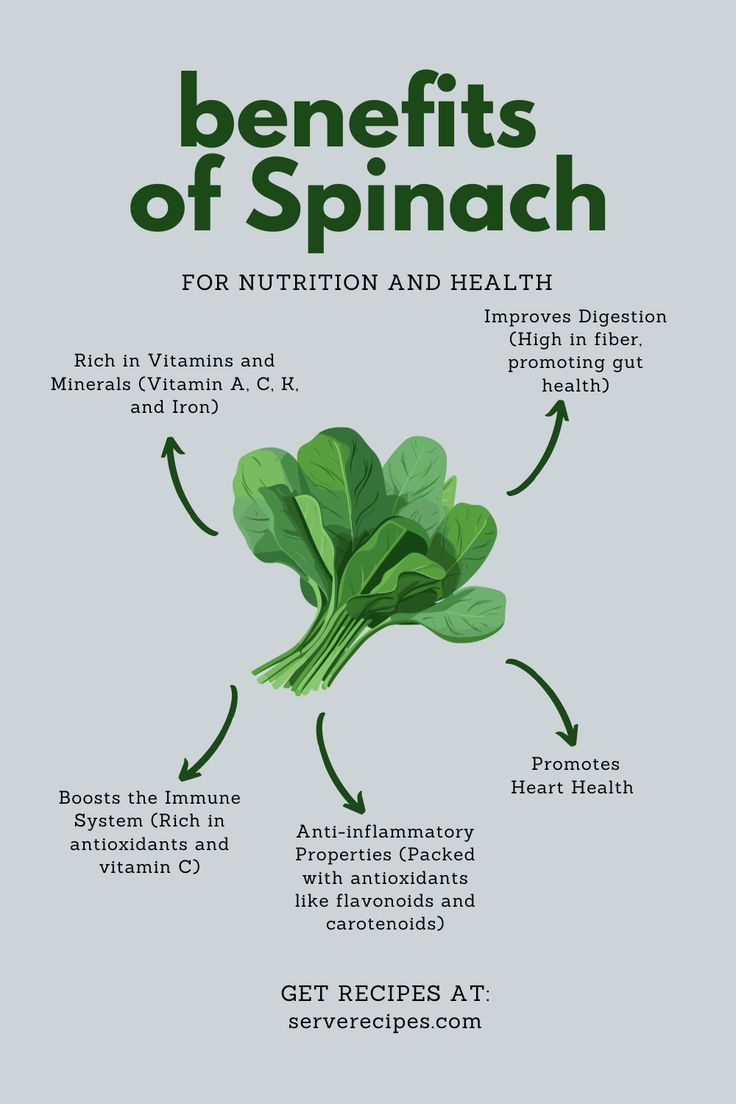 benefits
of Spinach
FOR NUTRITION AND HEALTH
Improves Digestion
(High in fiber,
promoting gut
health)
Rich in Vitamins and
Minerals (Vitamin A, C, K,
and Iron)
Promotes
Heart Health
Boosts the Immune
System (Rich in
antioxidants and
vitamin C)
Anti-inflammatory
Properties (Packed
with antioxidants
like flavonoids and
carotenoids)
GET RECIPES AT:
serverecipes.com